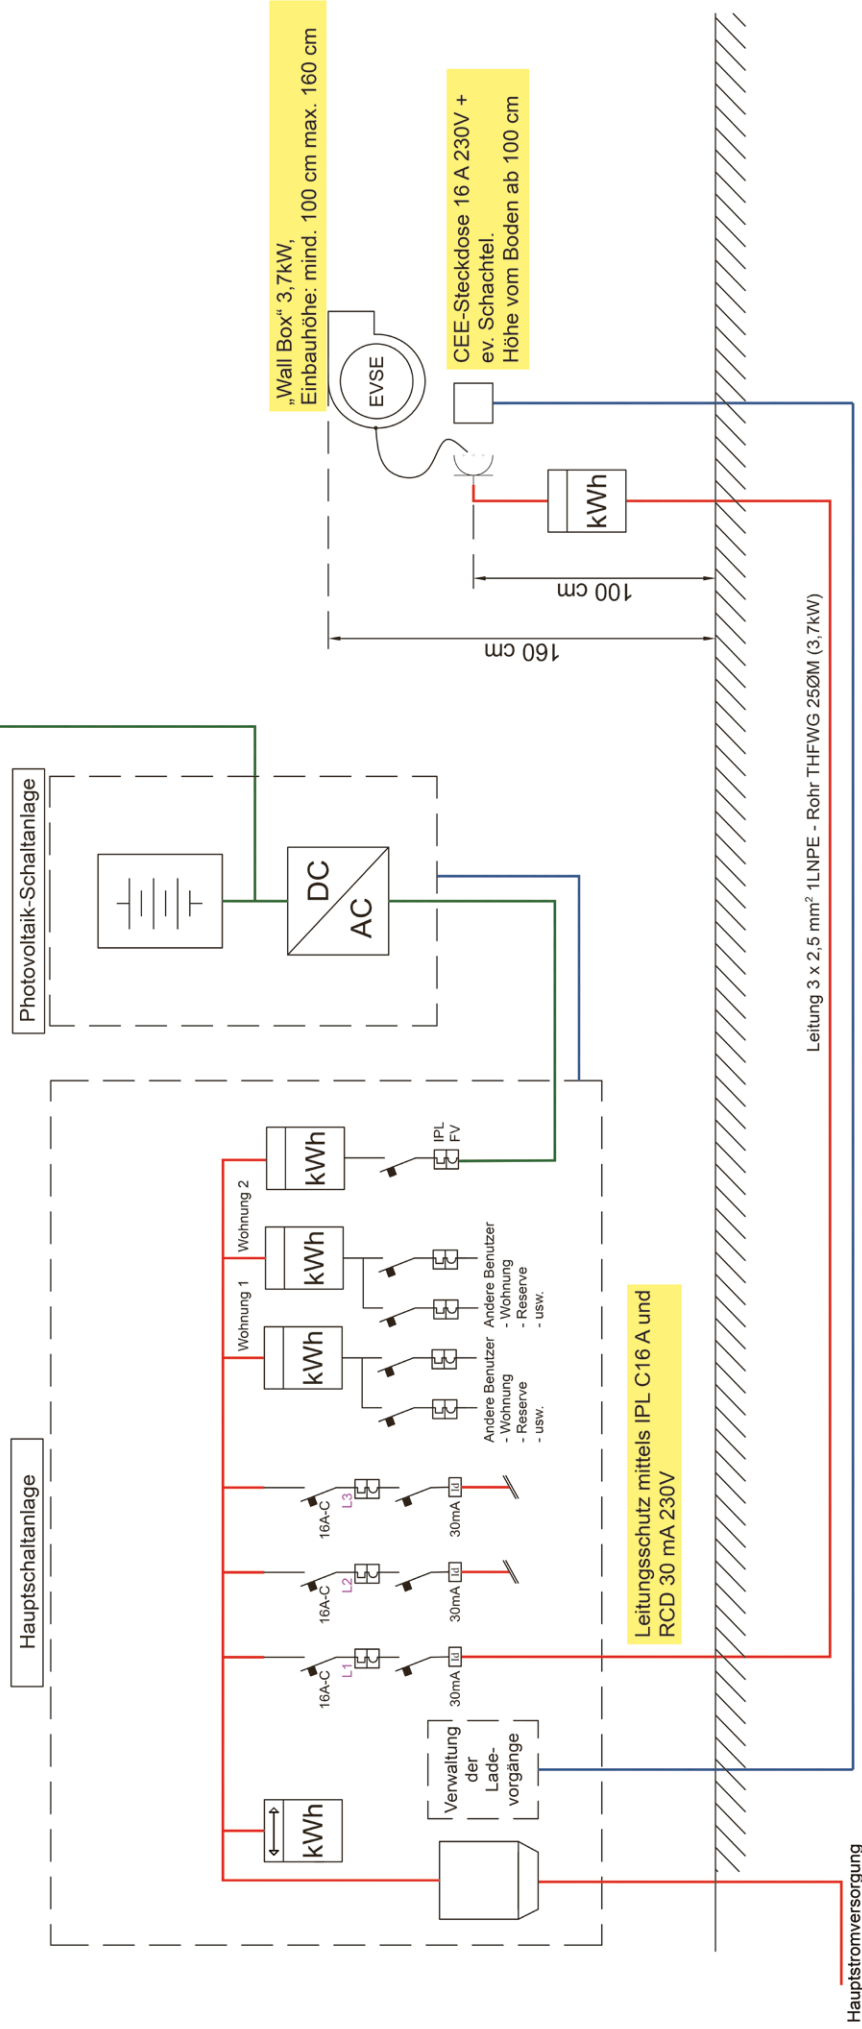 Hauptschaltanlage
Photovoltaik-Schaltanlage
„Wall Box“ 3,7kW,
Einbauhöhe: mind. 100 cm max. 160 cm
EVSE
CEE-Steckdose 16 A 230V +
ev. Schachtel.
Höhe vom Boden ab 100 cm
kWh
100 cm
160 cm
DC
AC
Wohnung 1
Wohnung 2
kWh
kWh
kWh
kWh
16A-C
L1
30mA
Id
16A-C
L2
30mA
Id
16A-C
L3
30mA
Id
Andere Benutzer
- Wohnung
- Reserve
- usw.
Andere Benutzer
- Wohnung
- Reserve
- usw.
IPL
FV
Verwaltung
der
Lade-
vorgänge
Leitungsschutz mittels IPL C16 A und
RCD 30 mA 230V
Leitung 3 x 2,5 mm² 1LNPE - Rohr THFWG 25ØM (3,7kW)
Hauptstromversorgung